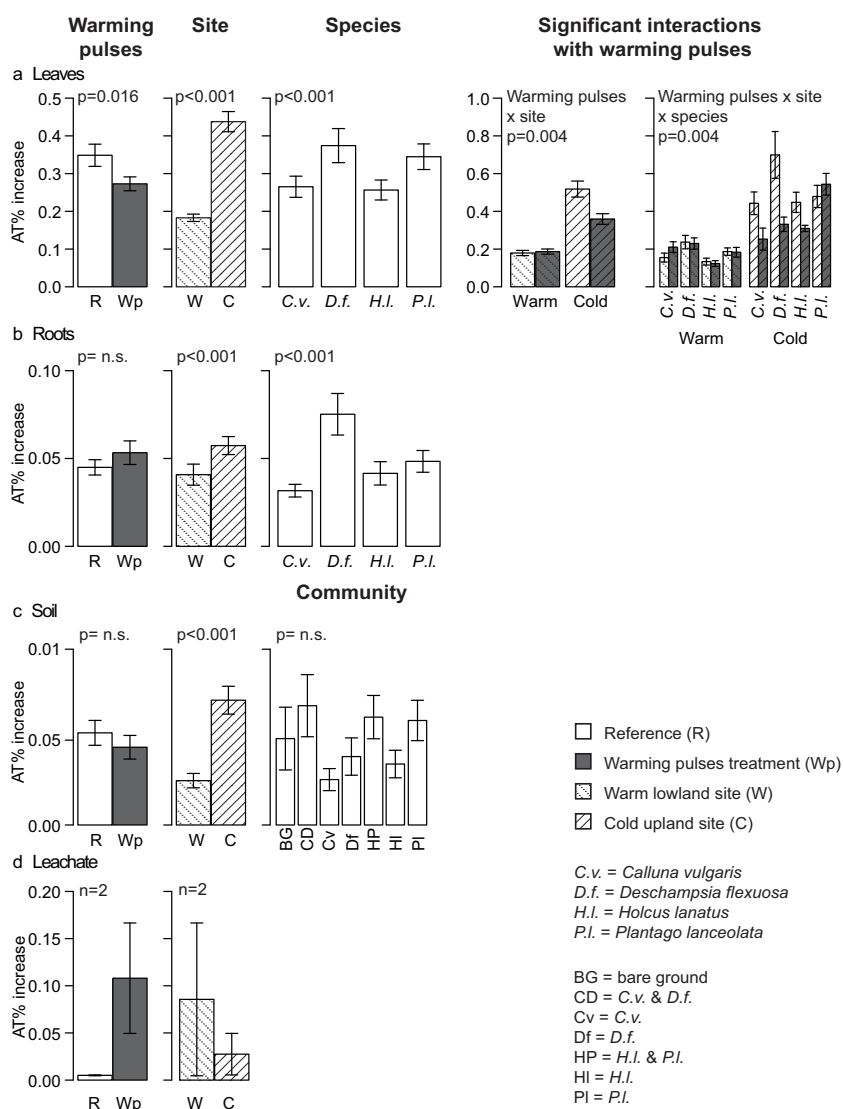 Warming pulses
Site
Species
Significant interactions with warming pulses
a Leaves
AT% increase
0.5
0.4
0.3
0.2
0.1
0.0
p=0.016
R Wp
p<0.001
W C
p<0.001
C.v. D.f. H.l. P.l.
1.0
0.8
0.6
0.4
0.2
0.0
Warming pulses
x site
p=0.004
Warm Cold
Warming pulses x site
x species
p=0.004
C.v. D.f. H.l. P.l. C.v. D.f. H.l. P.l.
Warm Cold
b Roots
AT% increase
0.10
0.05
0.00
p= n.s.
R Wp
p<0.001
W C
p<0.001
C.v. D.f. H.l. P.l.
Community
c Soil
AT% increase
0.01
0.05
0.00
p= n.s.
R Wp
p<0.001
W C
p= n.s.
BG CD Cv Df HP Hl Pl
d Leachate
AT% increase
0.20
0.15
0.10
0.05
0.00
n=2
R Wp
n=2
W C
Reference (R)
Warming pulses treatment (Wp)
Warm lowland site (W)
Cold upland site (C)
C.v. = Calluna vulgaris
D.f. = Deschampsia flexuosa
H.l. = Holcus lanatus
P.l. = Plantago lanceolata
BG = bare ground
CD = C.v. & D.f.
Cv = C.v.
Df = D.f.
HP = H.l. & P.l.
Hl = H.l.
Pl = P.l.